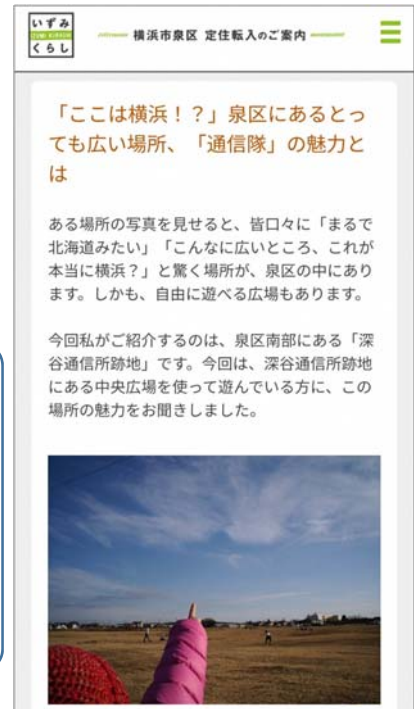 いずみ
IZUMI KURASHI
くらし
横浜市泉区 定住転入のご案内
「ここは横浜！？」泉区にあるとっ
ても広い場所、「通信隊」の魅力と
は
ある場所の写真を見せると、皆口々に「まるで
北海道みたい」「こんなに広いところ、これが
本当に横浜？」と驚く場所が、泉区の中にあり
ます。しかも、自由に遊べる広場もあります。
今回私がご紹介するのは、泉区南部にある「深
谷通信所跡地」です。今回は、深谷通信所跡地
にある中央広場を使って遊んでいる方に、この
場所の魅力をお聞きしました。